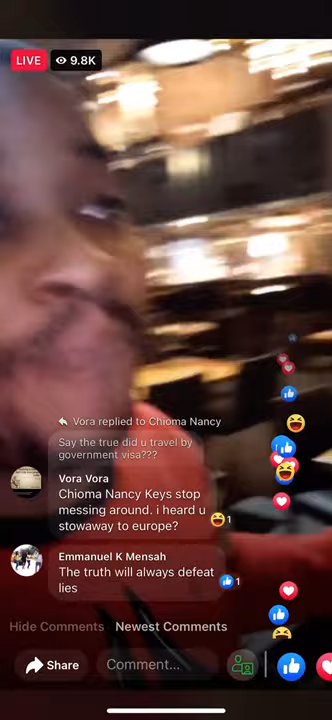 LIVE
9.8K
Vora replied to Chioma Nancy
Say the true did u travel by
government visa???
Vora Vora
Chioma Nancy Keys stop
messing around. i heard u
stowaway to europe?
1
Emmanuel K Mensah
The truth will always defeat
lies
1
Hide Comments Newest Comments
Share Comment...